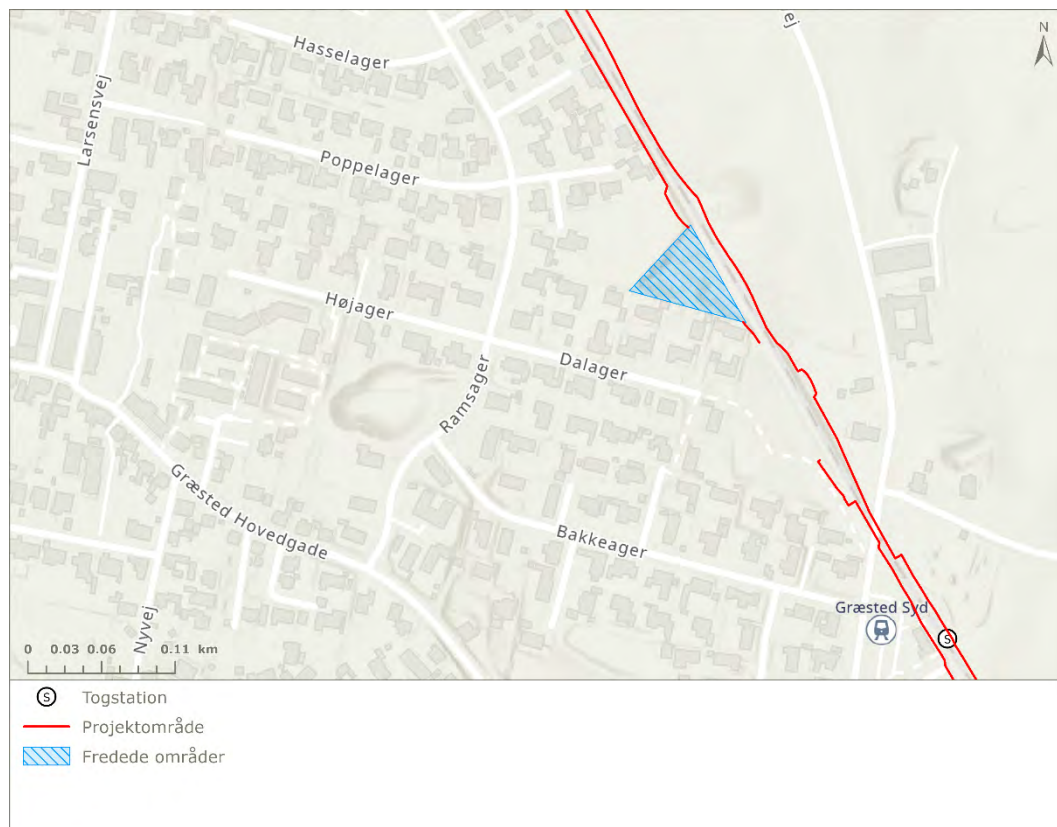 ej
N
Hasselager
Larsensvej
Poppelager
Højager
Dalager
Ramsager
Græsted Hovedgade
Bakkeager
Nyvej
Græsted Syd
S
0 0.03 0.06 0.11 km
S Togstation
Projektområde
Fredede områder